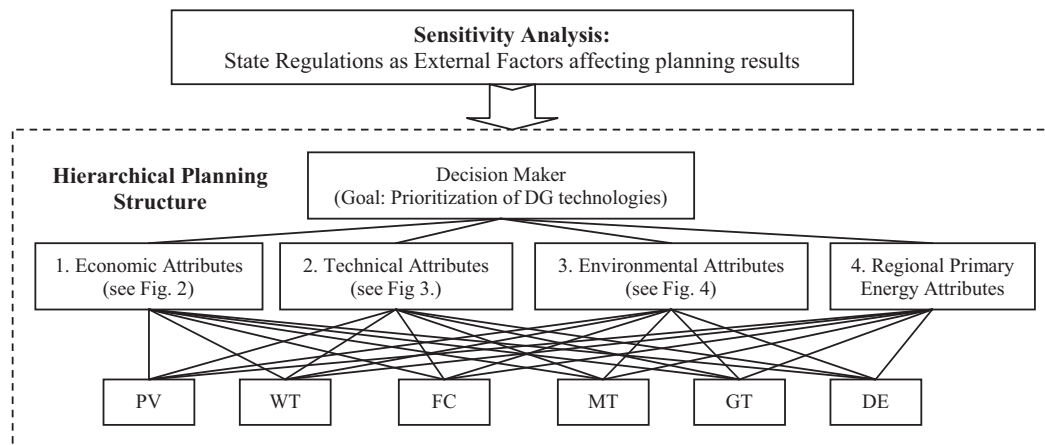 Sensitivity Analysis:
State Regulations as External Factors affecting planning results
Hierarchical Planning
Structure
Decision Maker
(Goal: Prioritization of DG technologies)
1. Economic Attributes
(see Fig. 2)
2. Technical Attributes
(see Fig 3.)
3. Environmental Attributes
(see Fig. 4)
4. Regional Primary
Energy Attributes
PV
WT
FC
MT
GT
DE